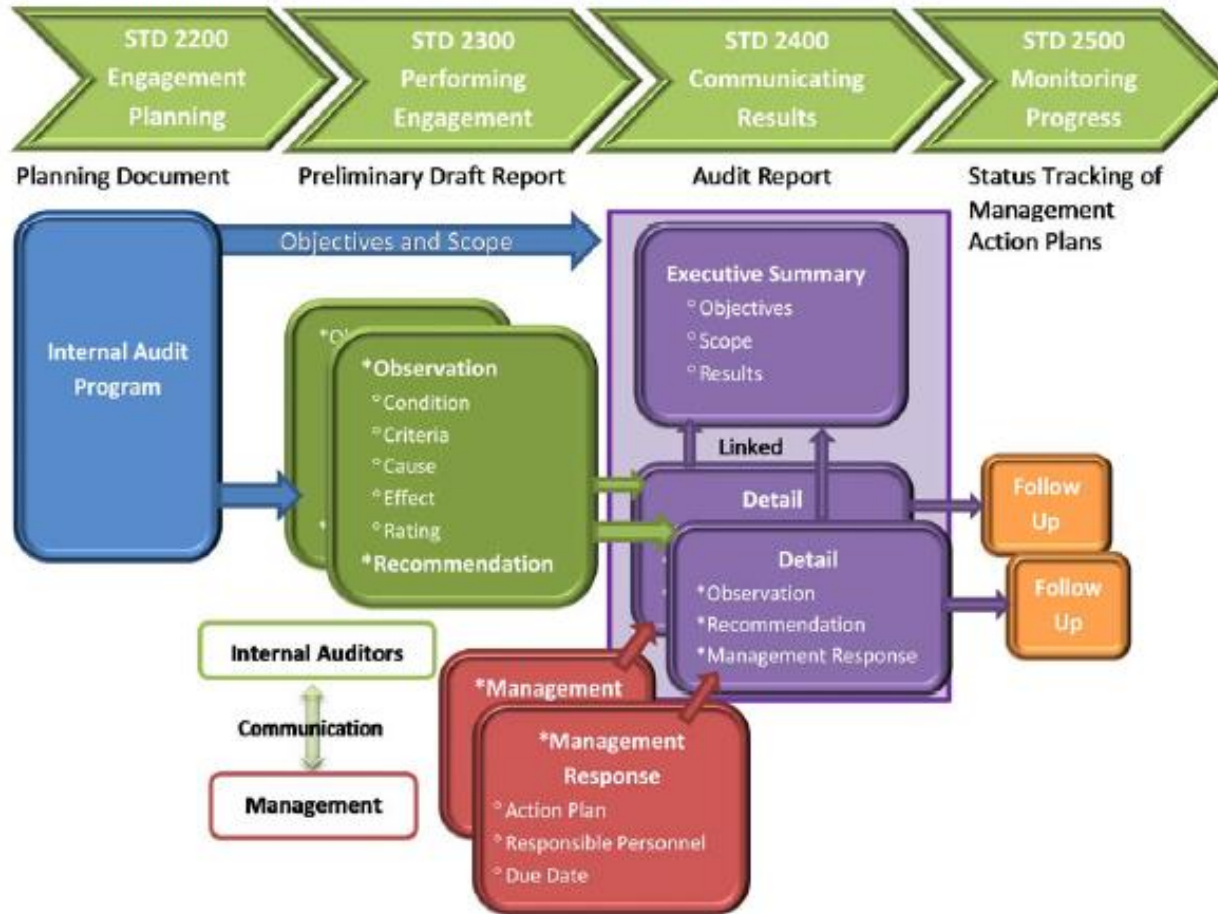 STD 2200
Engagement
Planning
STD 2300
Performing
Engagement
STD 2400
Communicating
Results
STD 2500
Monitoring
Progress
Planning Document
Preliminary Draft Report
Audit Report
Status Tracking of
Management
Action Plans
Objectives and Scope
Internal Audit
Program
*Observation
°Condition
°Criteria
°Cause
°Effect
°Rating
*Recommendation
Executive Summary
°Objectives
°Scope
°Results
Linked
Detail
Detail
*Observation
*Recommendation
*Management Response
Follow
Up
Follow
Up
Internal Auditors
Communication
Management
*Management
*Management
Response
°Action Plan
°Responsible Personnel
°Due Date